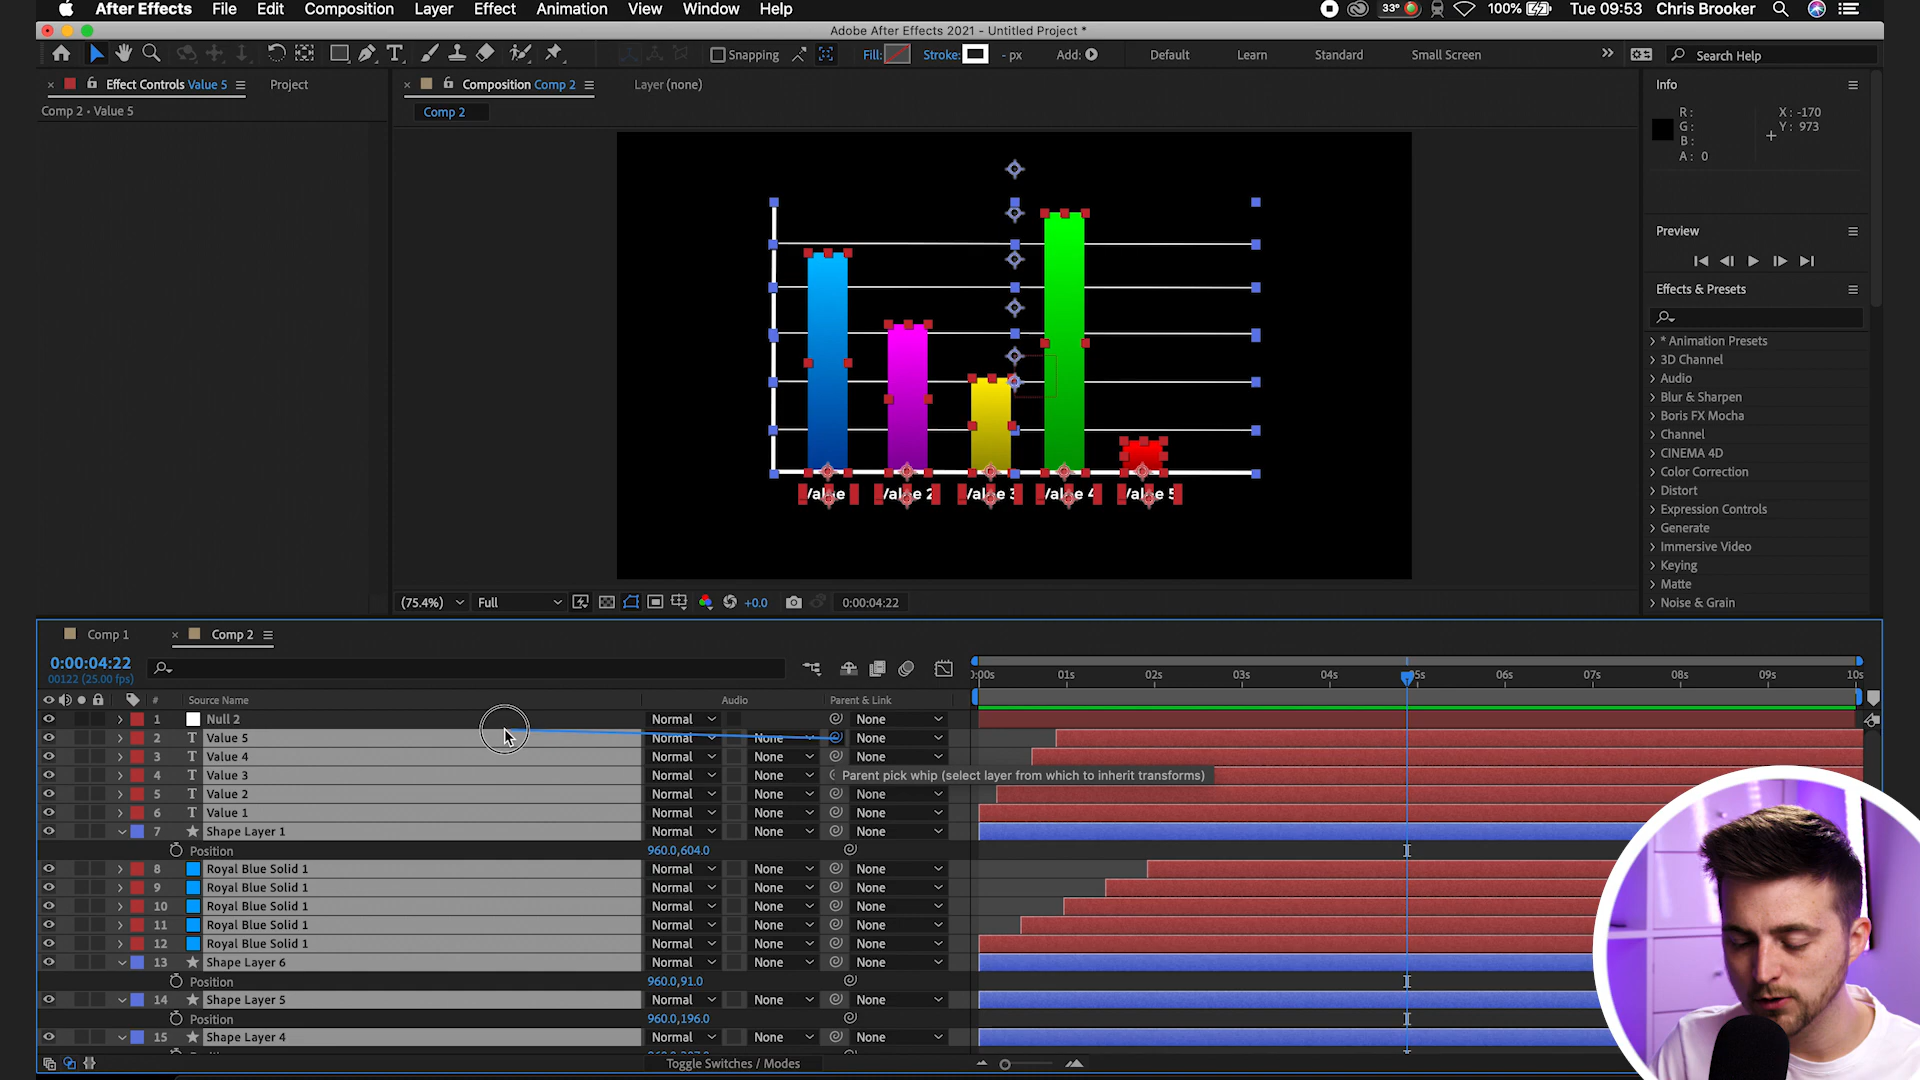 After Effects File Edit Composition Layer Effect Animation View Window Help 33° 100% Tue 09:53 Chris Brooker
Adobe After Effects 2021 - Untitled Project *
Snapping Fill: Stroke: - px Add: Default Learn Standard Small Screen Search Help
Effect Controls Value 5 Project
Composition Comp 2 Layer (none)
Comp 2 • Value 5
Comp 2
Info
R:
G:
B:
A: 0
X: -170
Y: 973
Preview
Effects & Presets
* Animation Presets
3D Channel
Audio
Blur & Sharpen
Boris FX Mocha
Channel
CINEMA 4D
Color Correction
Distort
Expression Controls
Generate
Immersive Video
Keying
Matte
Noise & Grain
Value Value 2 Value 3 Value 4 Value 5
(75.4%) Full +0.0 0:00:04:22
Comp 1 Comp 2
0:00:04:22
00122 (25.00 fps)
# Source Name Audio Parent & Link
01s 02s 03s 04s 05s 06s 07s 08s 09s 10s
1 Null 2 Normal None
2 T Value 5 Normal None None
3 T Value 4 Normal None None
4 T Value 3 Normal None
Parent pick whip (select layer from which to inherit transforms)
5 T Value 2 Normal None None
6 T Value 1 Normal None None
7 Shape Layer 1 Normal None None
Position 960.0,604.0
8 Royal Blue Solid 1 Normal None None
9 Royal Blue Solid 1 Normal None None
10 Royal Blue Solid 1 Normal None None
11 Royal Blue Solid 1 Normal None None
12 Royal Blue Solid 1 Normal None None
13 Shape Layer 6 Normal None None
Position 960.0,91.0
14 Shape Layer 5 Normal None None
Position 960.0,196.0
15 Shape Layer 4 Normal None None
Toggle Switches / Modes